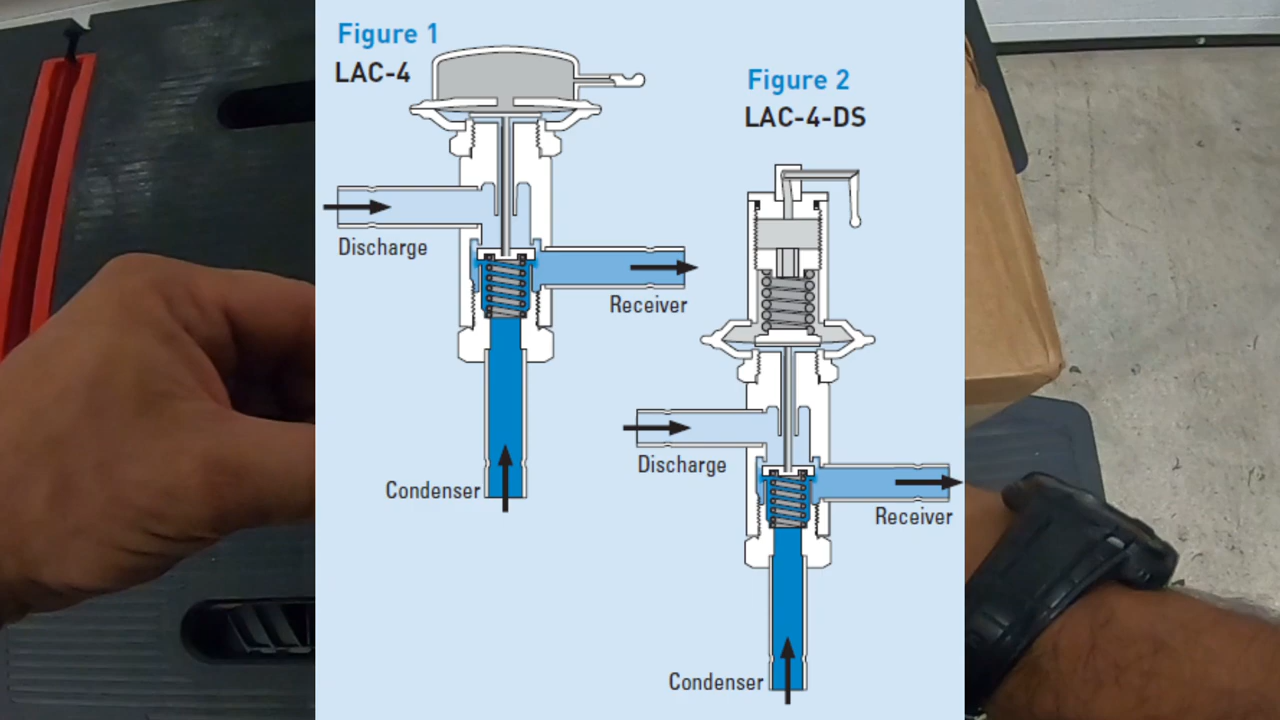 Figure 1
LAC-4
Discharge
Receiver
Condenser
Figure 2
LAC-4-DS
Discharge
Receiver
Condenser